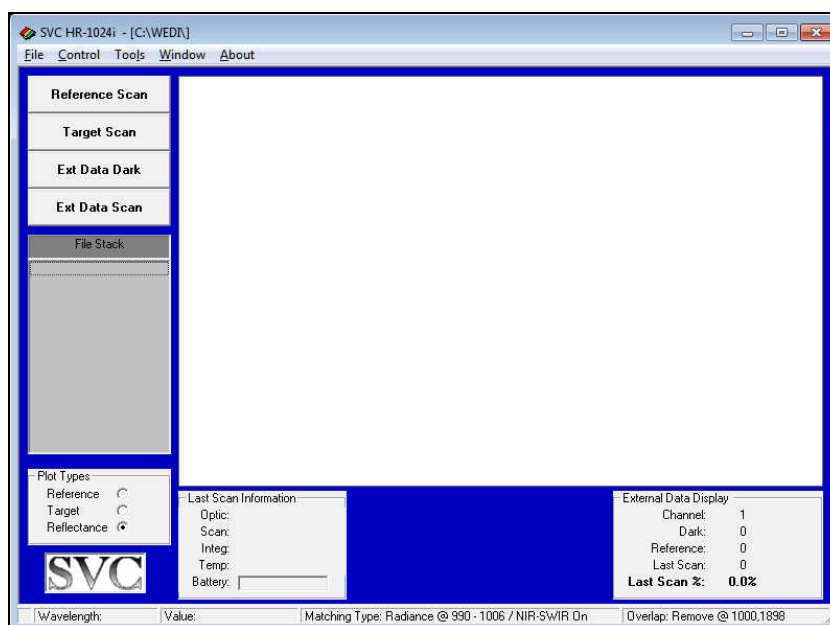 SVC HR-1024i - [C:\WEDI\]
File Control Tools Window About
Reference Scan
Target Scan
Ext Data Dark
Ext Data Scan
File Stack
Plot Types
Reference
Target
Reflectance
SVC
Last Scan Information
Optic:
Scan:
Integ:
Temp:
Battery:
External Data Display
Channel: 1
Dark: 0
Reference: 0
Last Scan: 0
Last Scan %: 0.0%
Wavelength: Value: Matching Type: Radiance @ 990 - 1006 / NIR-SWIR On Overlap: Remove @ 1000,1898